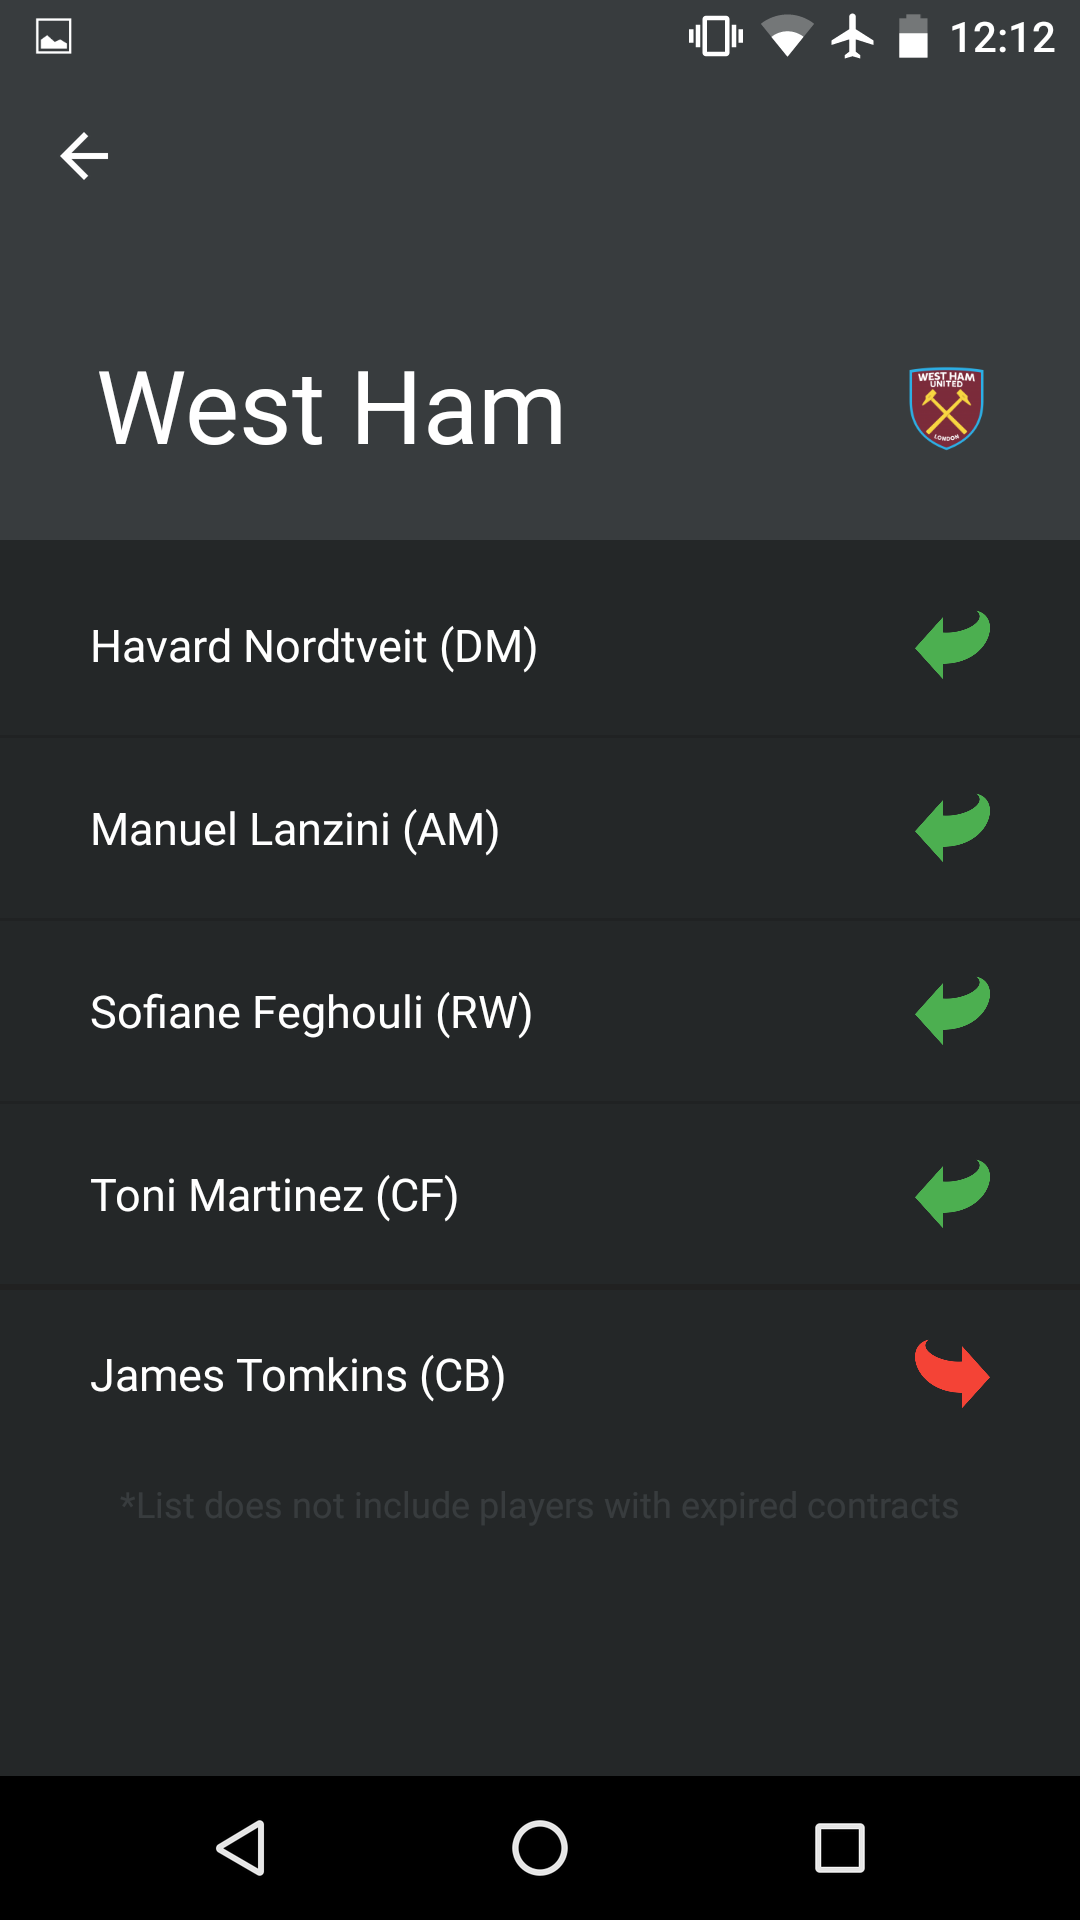 12:12
West Ham
WEST HAM
UNITED
LONDON
Havard Nordtveit (DM)
Manuel Lanzini (AM)
Sofiane Feghouli (RW)
Toni Martinez (CF)
James Tomkins (CB)
*List does not include players with expired contracts